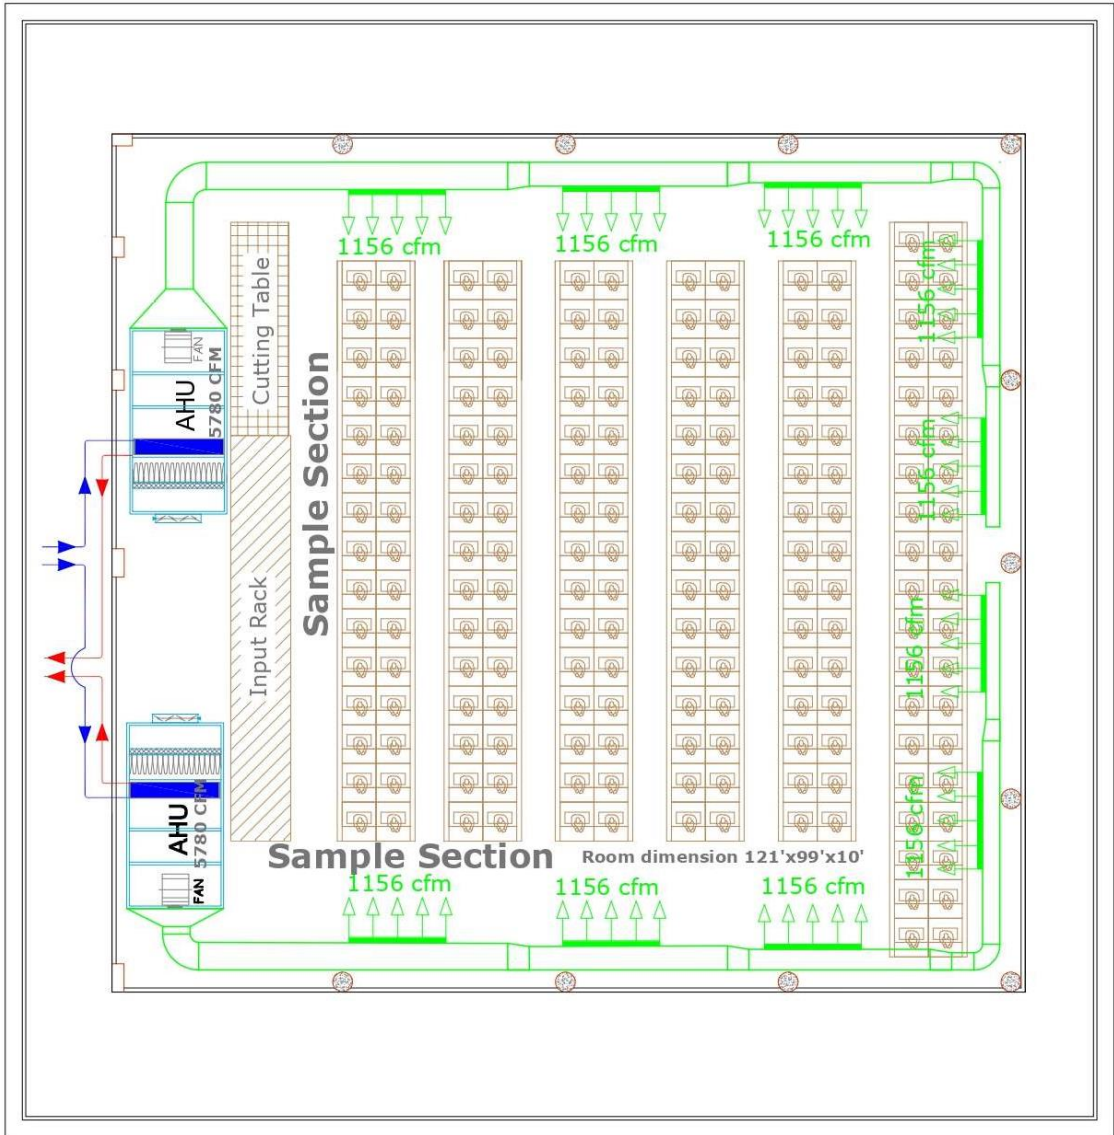 1156 cfm
1156 cfm
1156 cfm
1156 cfm
Cutting Table
FAN
AHU
5780 CFM
Sample Section
1156 cfm
Input Rack
1156 cfm
AHU
5780 CFM
FAN
1156 cfm
Sample Section
Room dimension 121'x99'x10'
1156 cfm
1156 cfm
1156 cfm